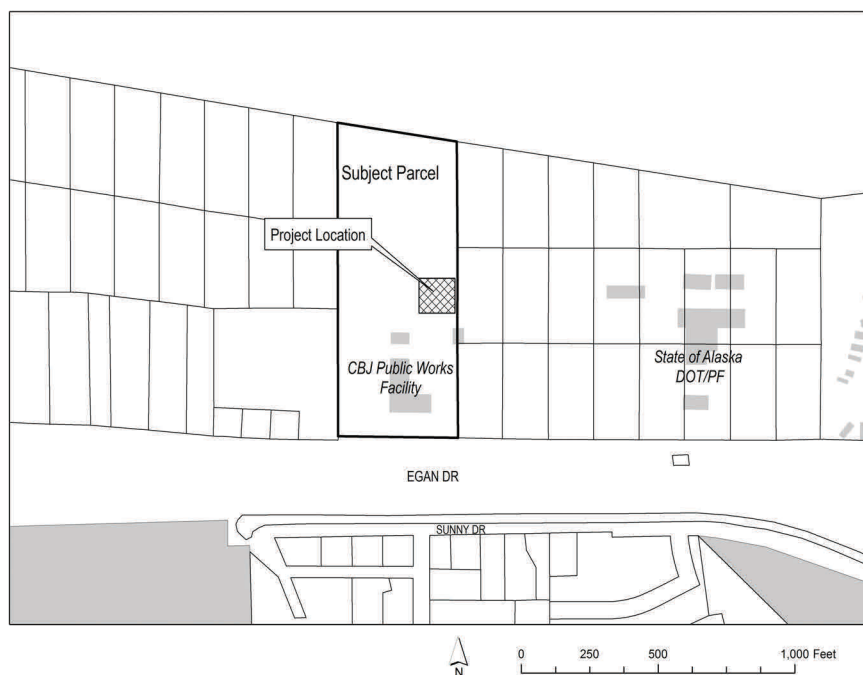 Subject Parcel
Project Location
CBJ Public Works
Facility
State of Alaska
DOT/PF
EGAN DR
SUNNY DR
N
0 250 500 1,000 Feet